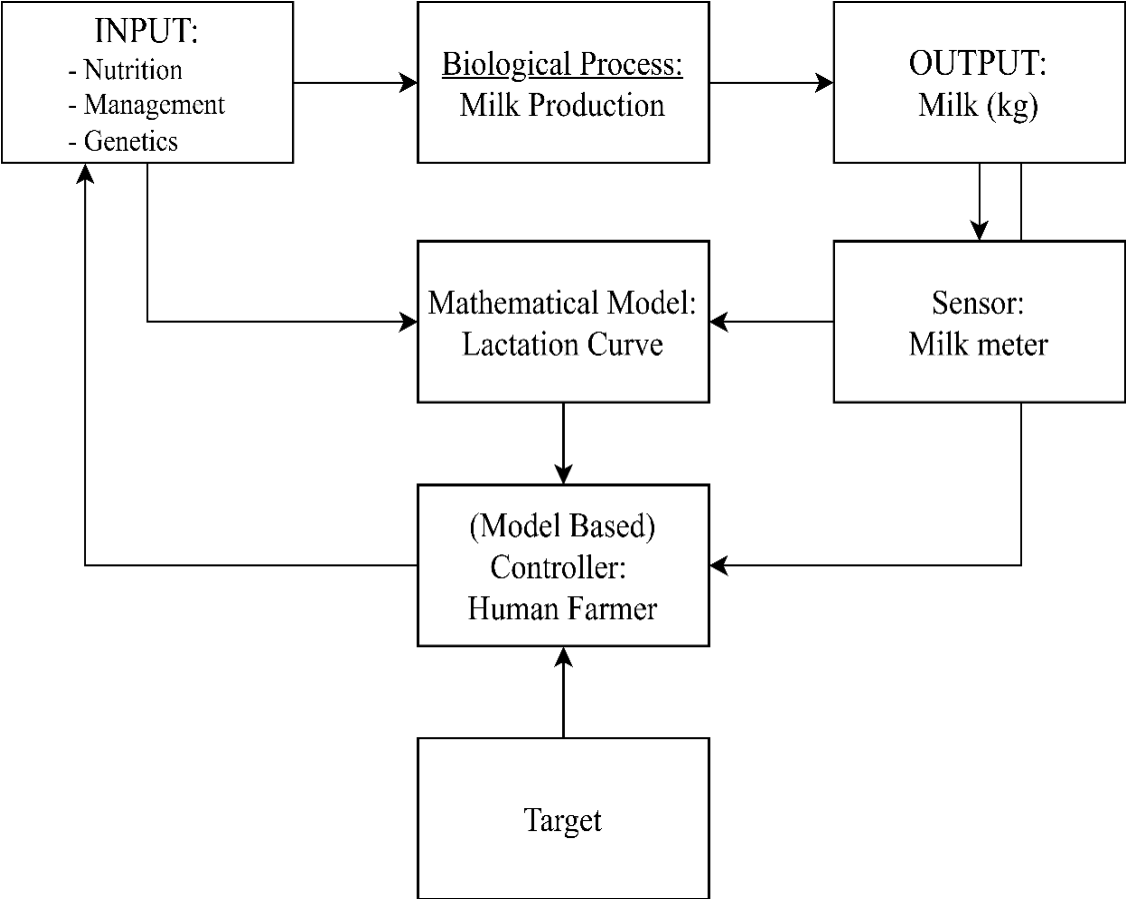 INPUT:
- Nutrition
- Management
- Genetics
Biological Process:
Milk Production
OUTPUT:
Milk (kg)
Mathematical Model:
Lactation Curve
Sensor:
Milk meter
(Model Based)
Controller:
Human Farmer
Target